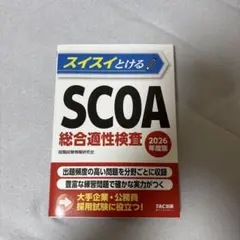 スイスイとける!
SCOA
総合適性検査
2026
年度版
就職試験情報研究会
出題頻度の高い問題を分野ごとに収録
豊富な練習問題で確かな実力がつく
大手企業・公務員
採用試験に役立つ!
TAC出版